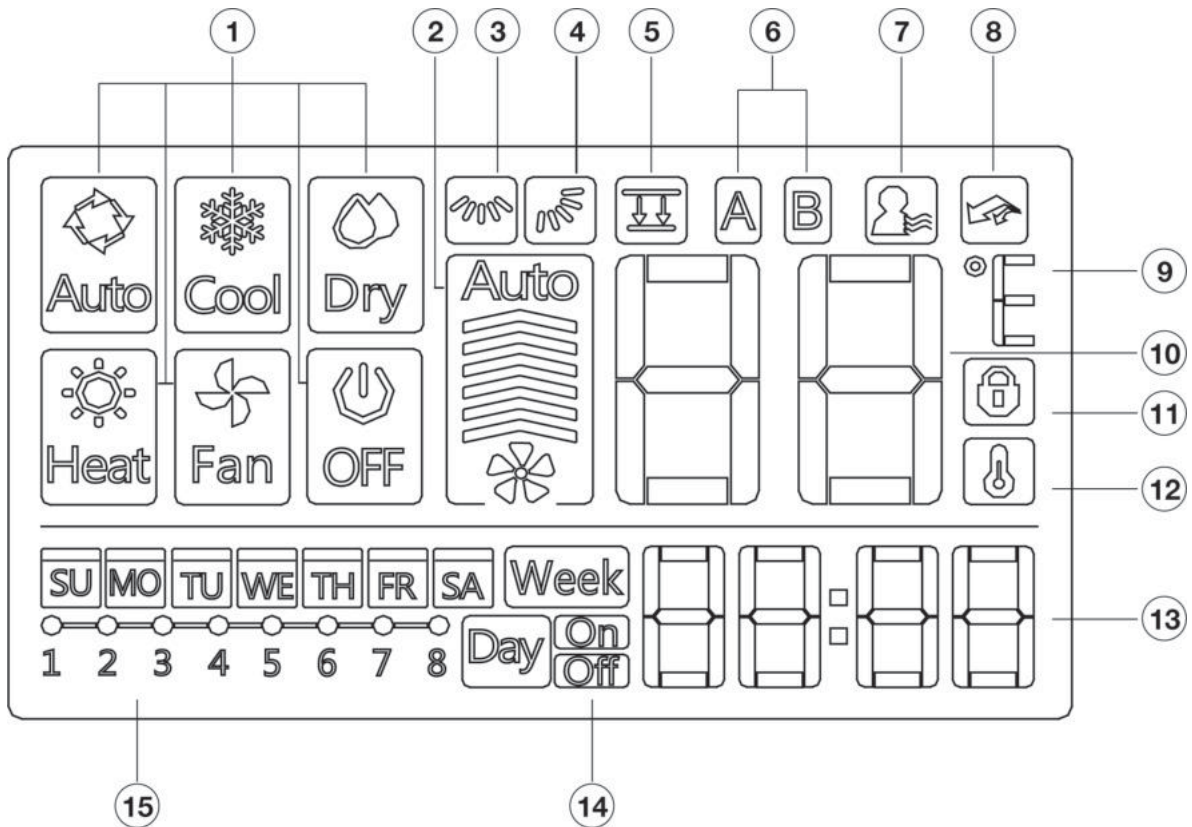 1 2 3 4 5 6 7 8
A B
Auto Cool Dry Auto
9
10
Heat Fan OFF
11
12
SU MO TU WE TH FR SA Week 88:88
13
1 2 3 4 5 6 7 8 Day On
Off
15 14